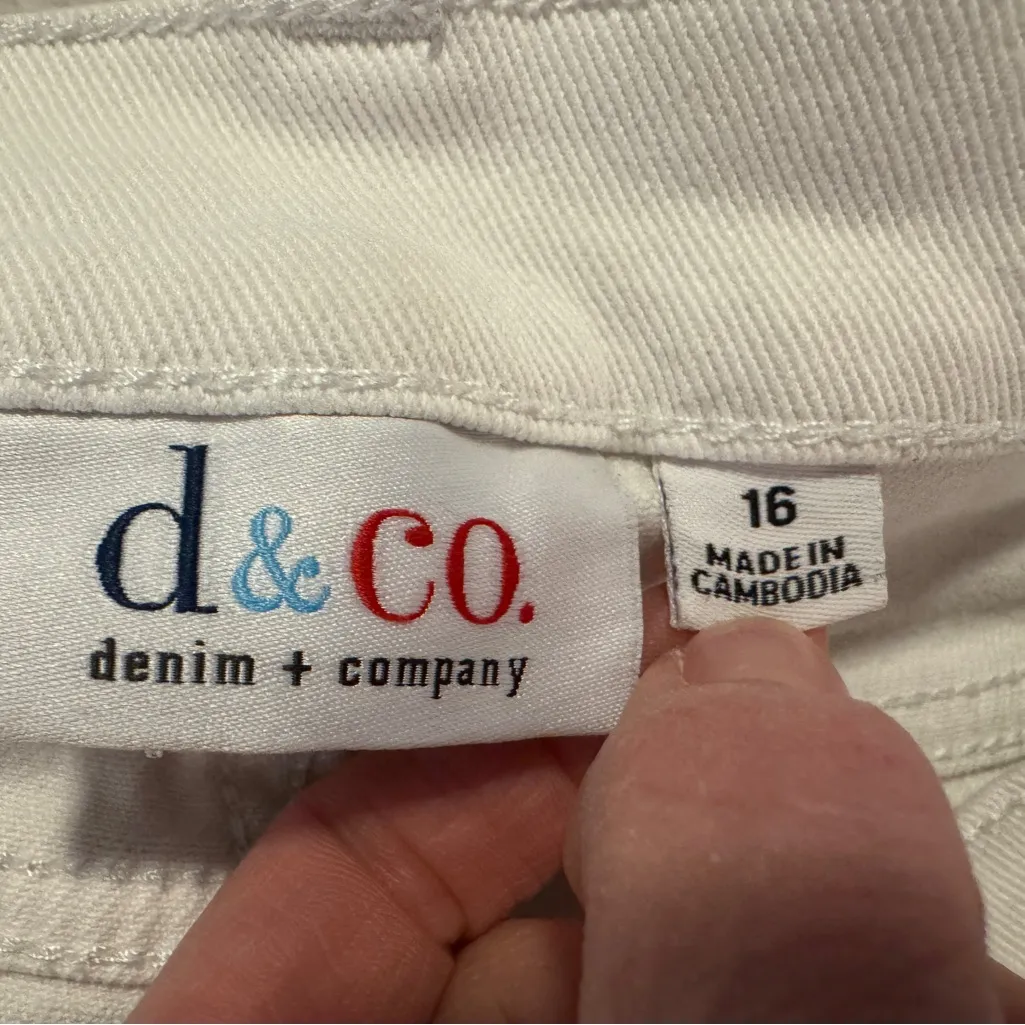 d&co.
denim + company
16
MADE IN
CAMBODIA